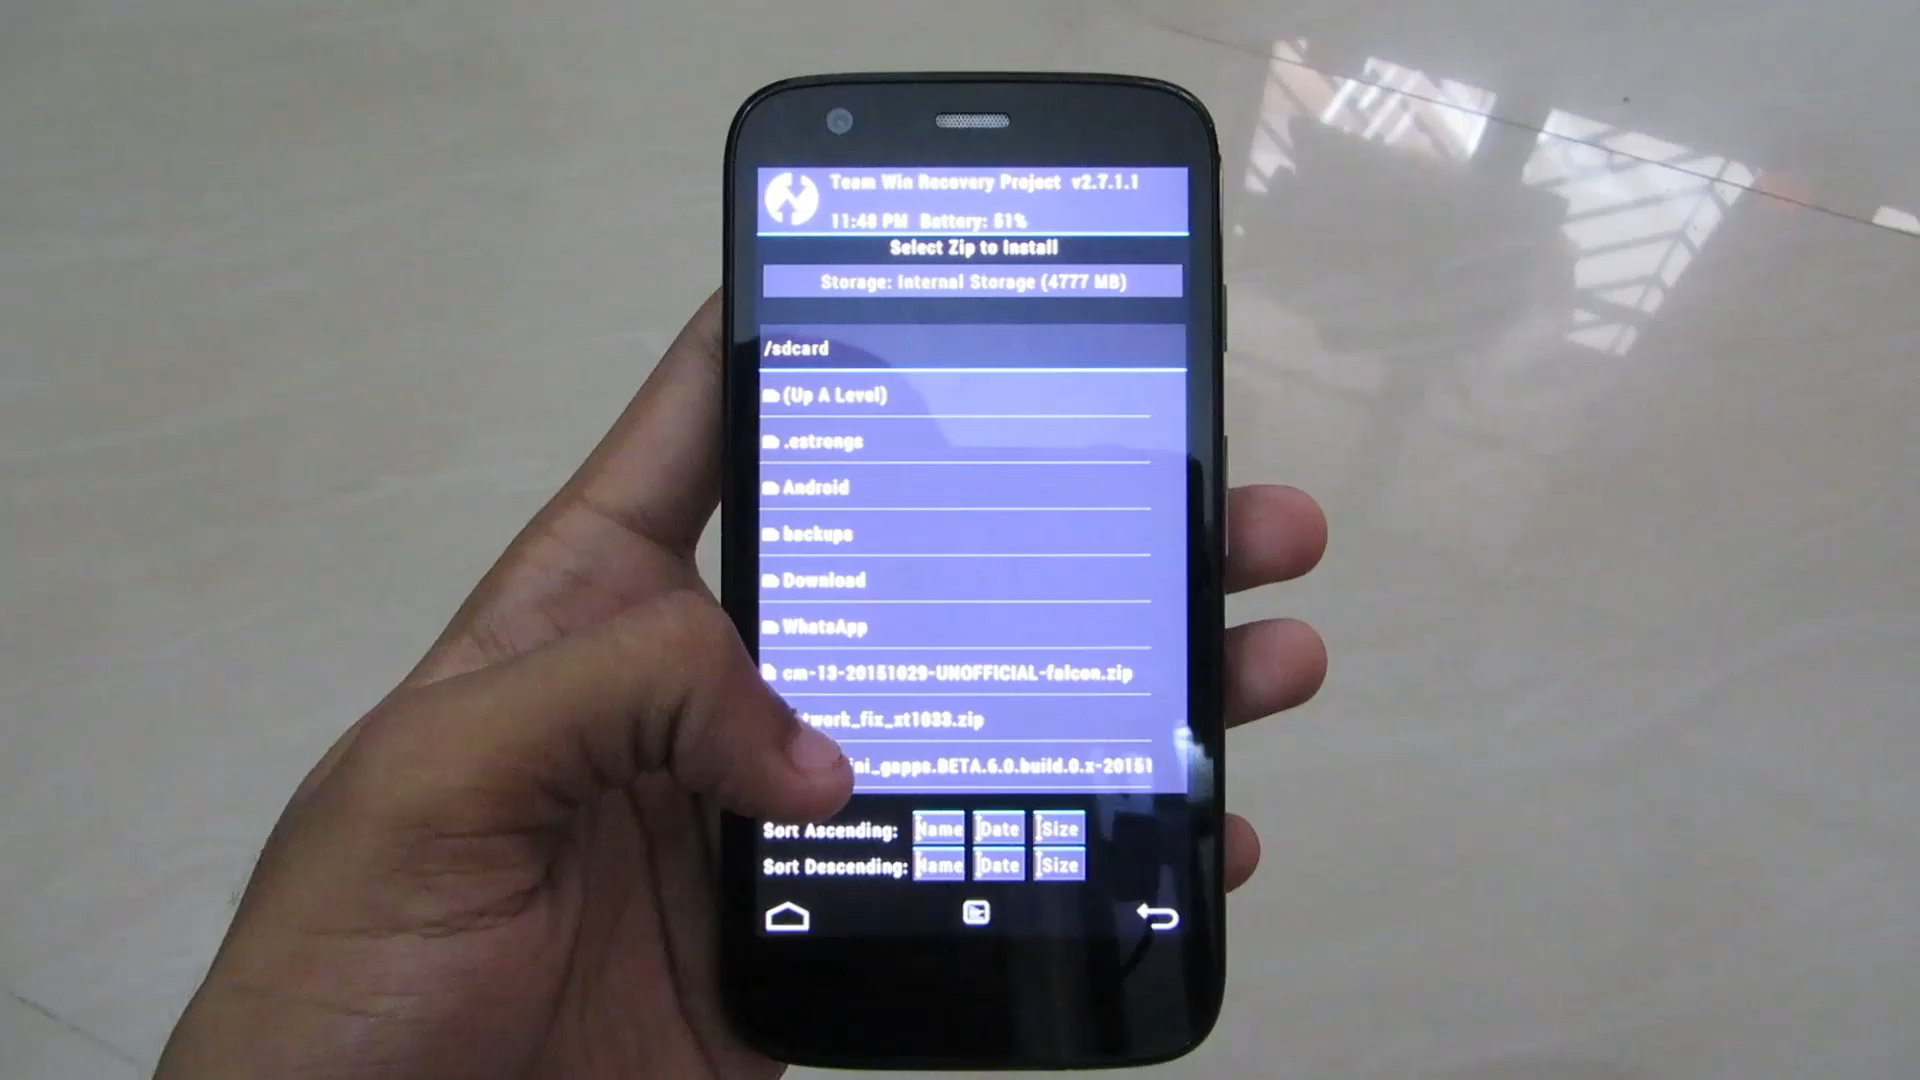 Team Win Recovery Project v2.7.1.1
11:48 PM Battery: 51%
Select Zip to Install
Storage: Internal Storage (4777 MB)
/sdcard
(Up A Level)
.estrongs
Android
backups
Download
WhatsApp
cm-13-20151029-UNOFFICIAL-falcon.zip
twork_fix_xt1033.zip
ini_gapps.BETA.6.0.build.0.x-20151
Sort Ascending: Name Date Size
Sort Descending: Name Date Size